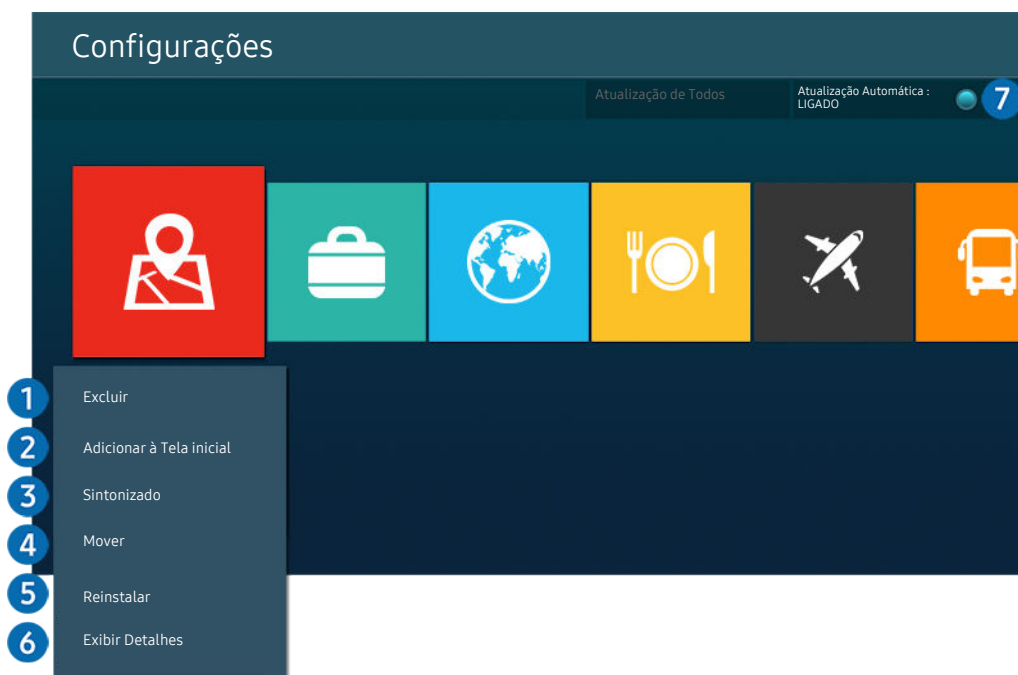 Configurações
Atualização de Todos
Atualização Automática :
LIGADO
7
1 Excluir
2 Adicionar à Tela inicial
3 Sintonizado
4 Mover
5 Reinstalar
6 Exibir Detalhes